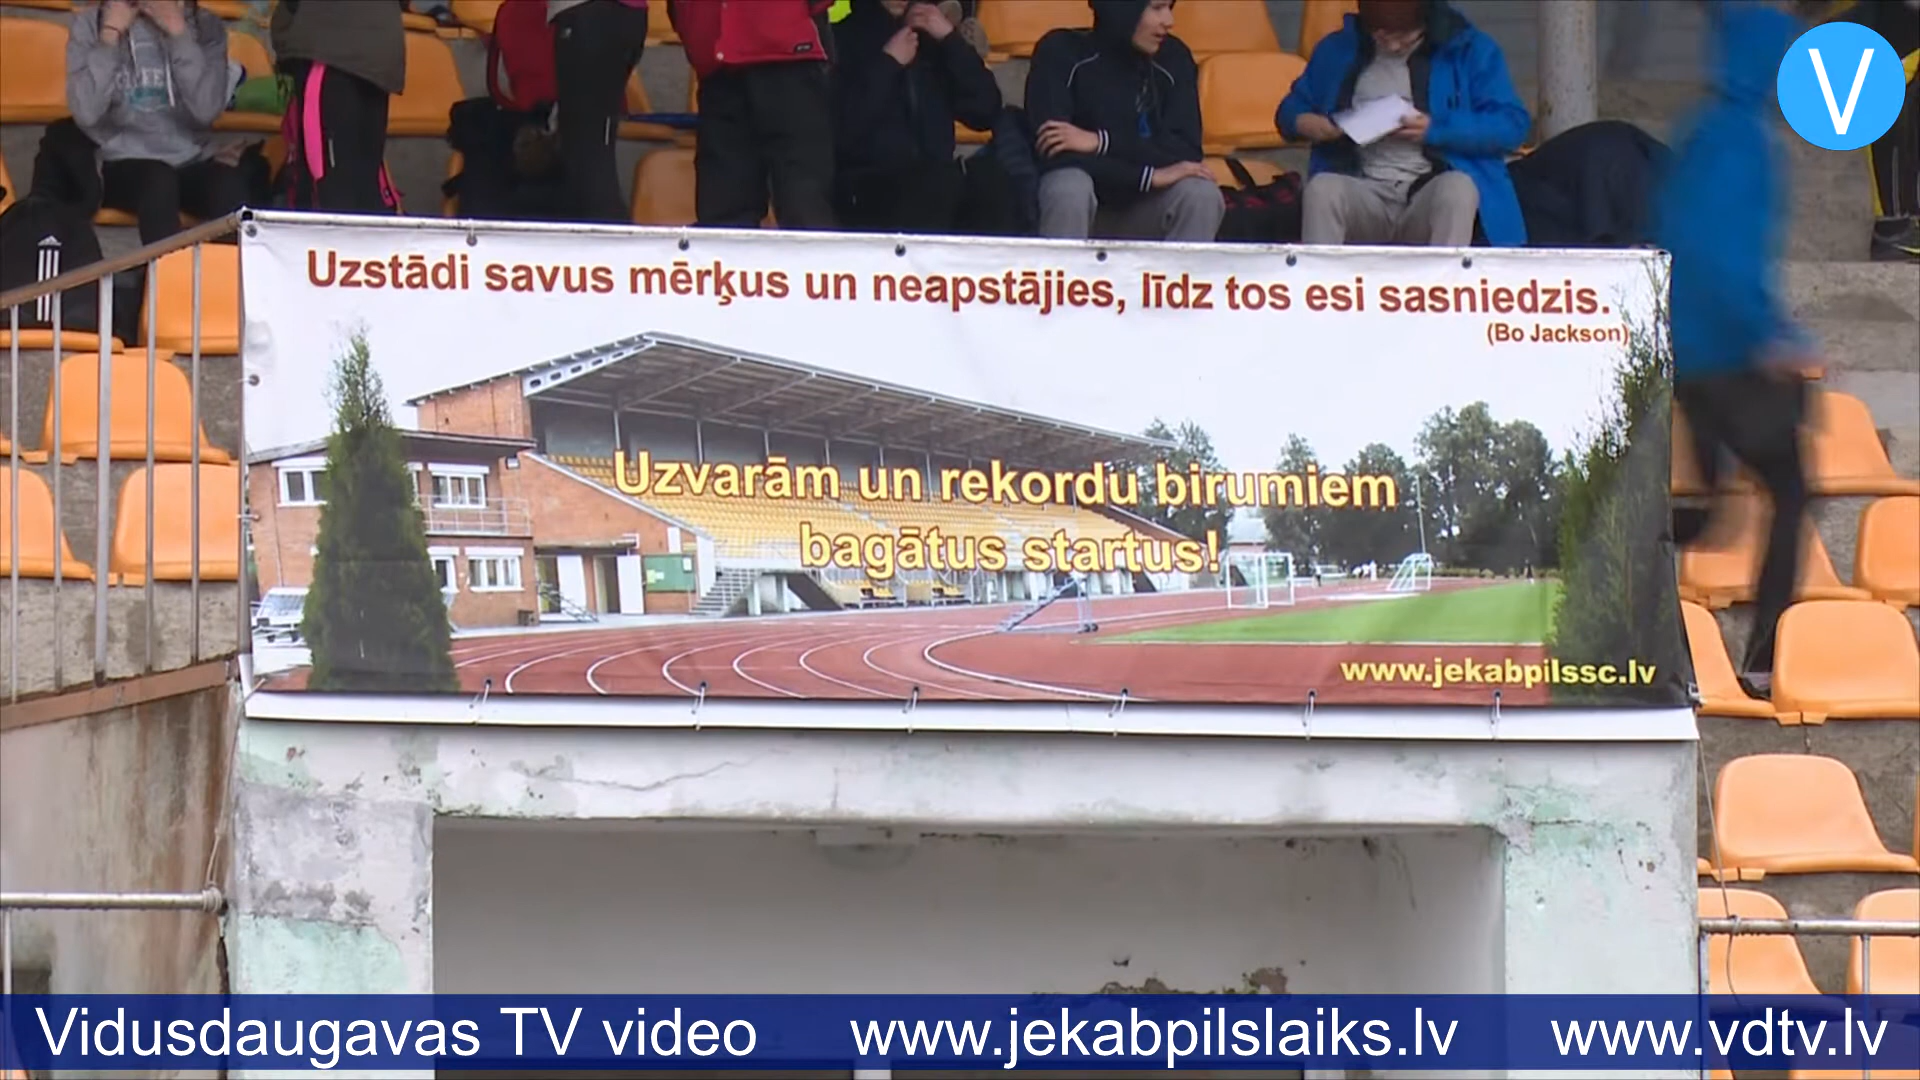 V
Uzstādi savus mērķus un neapstājies, līdz tos esi sasniedzis.
(Bo Jackson)
Uzvarām un rekordu birumiem
bagātus startus!
www.jekabpilssc.lv
Vidusdaugavas TV video www.jekabpilslaiks.lv www.vdtv.lv